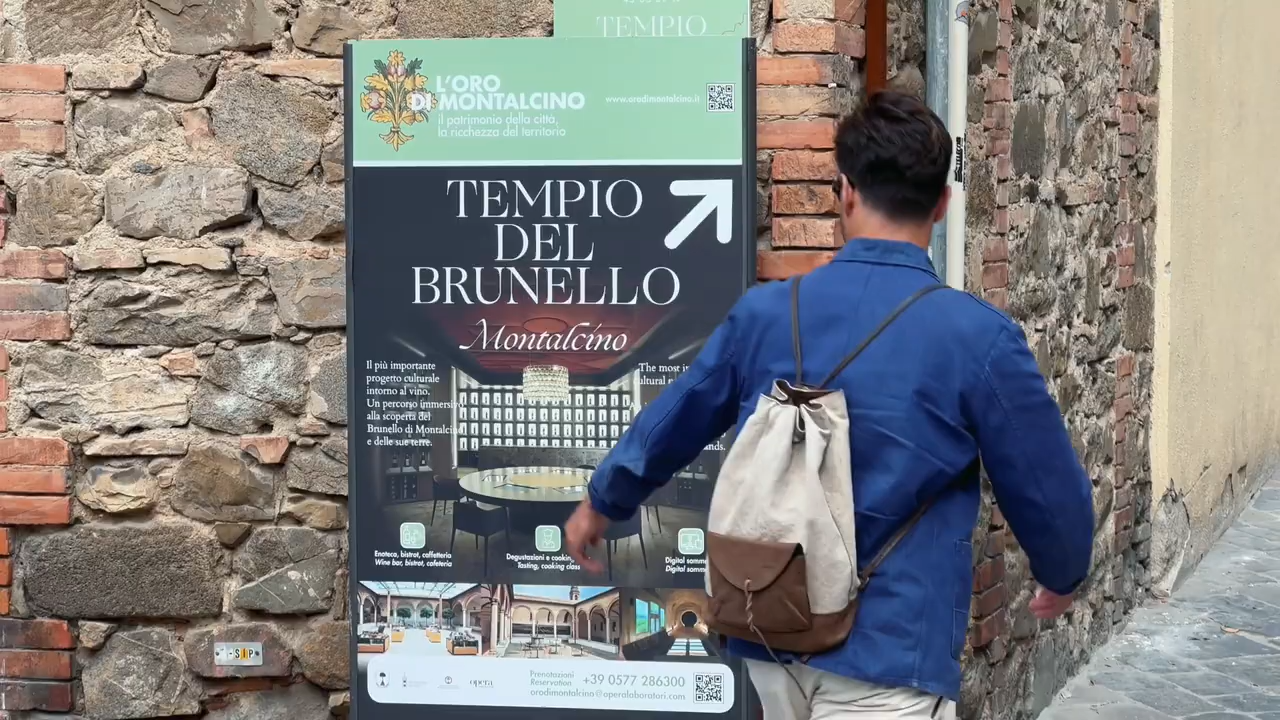 TEMPIO
L'ORO
DI MONTALCINO
il patrimonio della città,
la ricchezza del territorio
www.orodimontalcino.it
TEMPIO
DEL
BRUNELLO
Montalcino
Il più importante
progetto culturale
intorno al vino.
Un percorso immersivo
alla scoperta del
Brunello di Montalcino
e delle sue terre.
The most
Enoteca, bistrot, caffetteria
Wine bar, bistrot, cafeteria
Degustazioni e
Tasting, cooking class
Digital
Digital
SIP
opera
Prenotazioni
Reservation
+39 0577 286300
orodimontalcino@operalaboratori.com